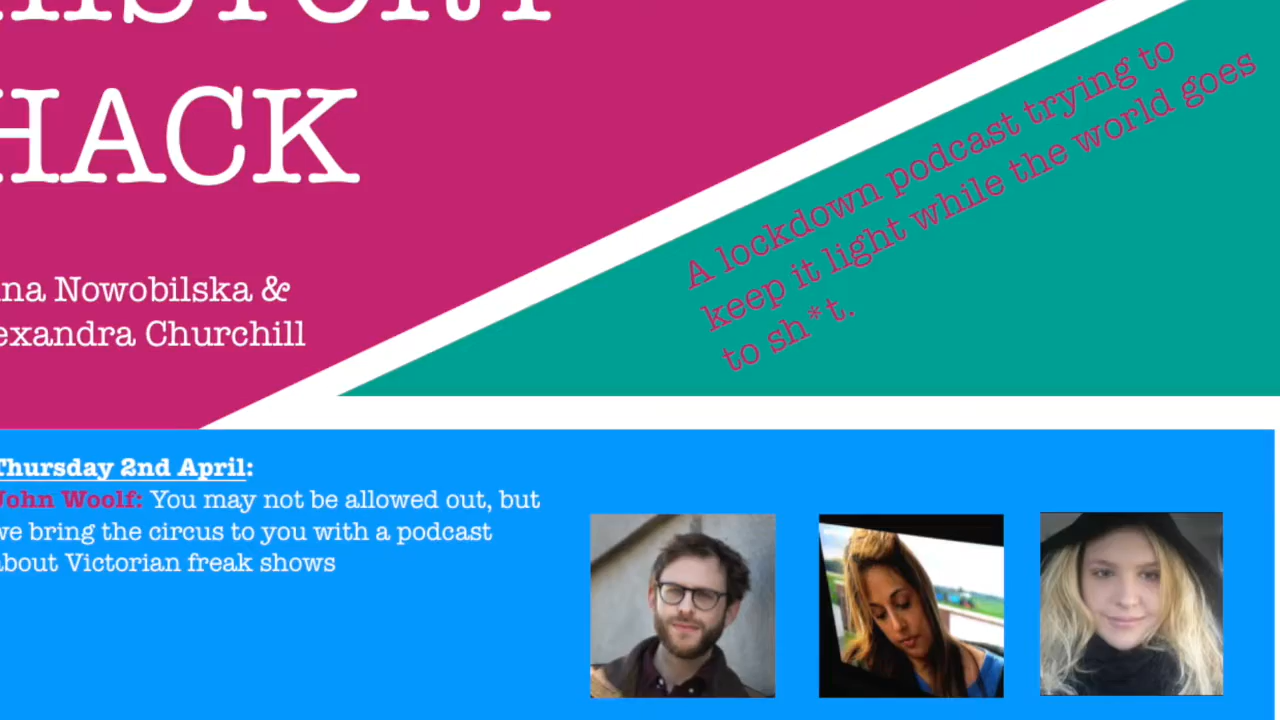 HISTORY
HACK
A lockdown podcast trying to
keep it light while the world goes
to sh*t.
na Nowobilska &
exandra Churchill
Thursday 2nd April:
John Woolf: You may not be allowed out, but
we bring the circus to you with a podcast
about Victorian freak shows